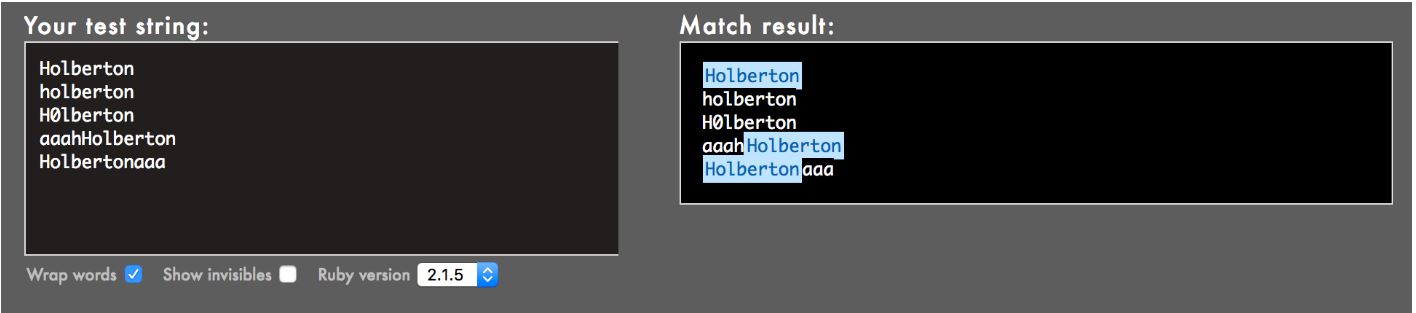 Your test string:
Holberton
holberton
H0lberton
aaahHolberton
Holbertonaaa
Wrap words
Show invisibles
Ruby version
2.1.5
Match result:
Holberton
holberton
H0lberton
aaahHolberton
Holbertonaaa